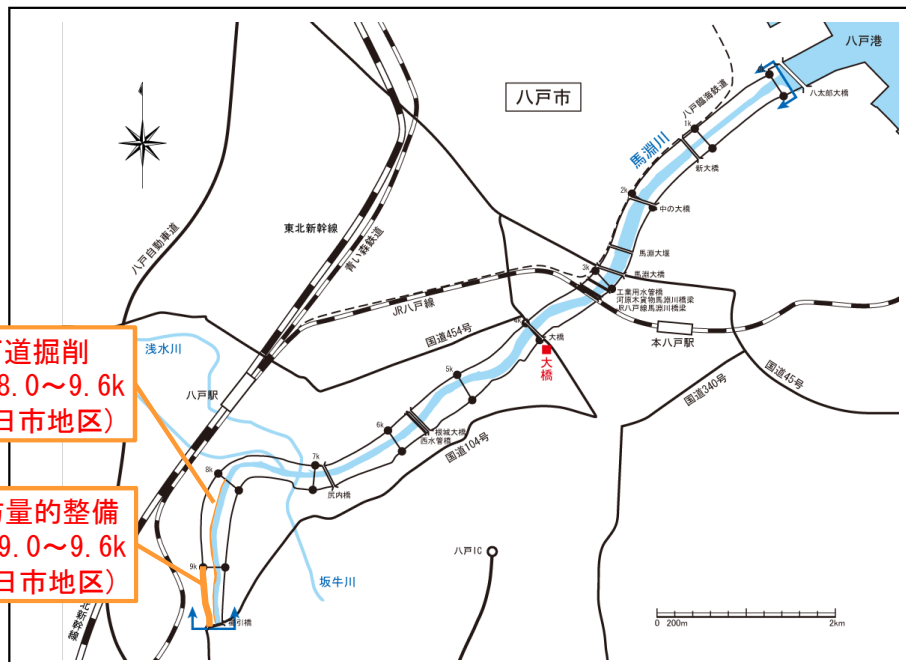 八戸港
八戸市
八太郎大橋
八戸臨海鉄道
1k
馬淵川
新大橋
2k
中の大橋
東北新幹線
青い森鉄道
八戸自動車道
馬淵大堰
3k
馬淵大橋
工業用水管橋
河原木貨物馬淵川橋梁
JR八戸線馬淵川橋梁
JR八戸線
本八戸駅
4k
大橋
大橋
国道454号
国道45号
国道340号
道掘削
8.0～9.6k
日市地区)
浅水川
八戸駅
5k
6k
根城大橋
西水管橋
国道104号
7k
8k
尻内橋
量的整備
9.0～9.6k
日市地区)
9k
坂牛川
八戸IC
櫛引橋
北新幹線
0 200m 2km